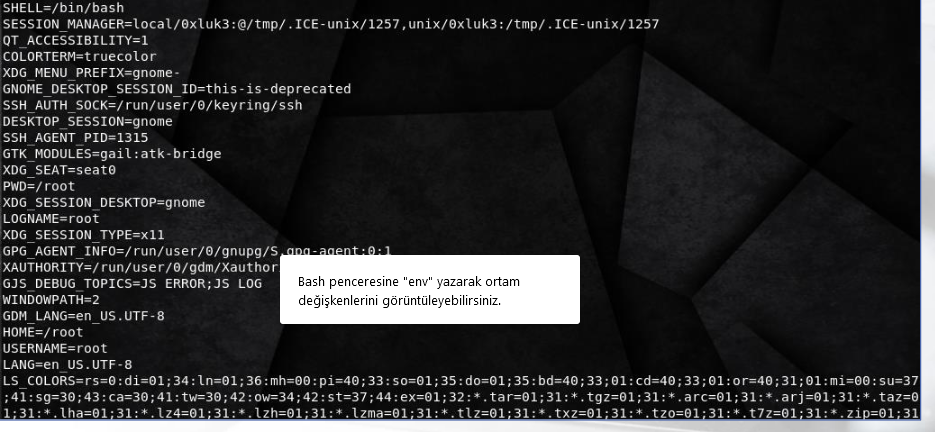 SHELL=/bin/bash
SESSION_MANAGER=local/0xluk3:@/tmp/.ICE-unix/1257,unix/0xluk3:/tmp/.ICE-unix/1257
QT_ACCESSIBILITY=1
COLORTERM=truecolor
XDG_MENU_PREFIX=gnome-
GNOME_DESKTOP_SESSION_ID=this-is-deprecated
SSH_AUTH_SOCK=/run/user/0/keyring/ssh
DESKTOP_SESSION=gnome
SSH_AGENT_PID=1315
GTK_MODULES=gail:atk-bridge
XDG_SEAT=seat0
PWD=/root
XDG_SESSION_DESKTOP=gnome
LOGNAME=root
XDG_SESSION_TYPE=x11
GPG_AGENT_INFO=/run/user/0/gnupg/S.gpg-agent:0:1
XAUTHORITY=/run/user/0/gdm/Xauthor
GJS_DEBUG_TOPICS=JS ERROR;JS LOG
Bash penceresine "env" yazarak ortam
değişkenlerini görüntüleyebilirsiniz.
WINDOWPATH=2
GDM_LANG=en_US.UTF-8
HOME=/root
USERNAME=root
LANG=en_US.UTF-8
LS_COLORS=rs=0:di=01;34:ln=01;36:mh=00:pi=40;33:so=01;35:do=01;35:bd=40;33;01:cd=40;33;01:or=40;31;01:mi=00:su=37
;41:sg=30;43:ca=30;41:tw=30;42:ow=34;42:st=37;44:ex=01;32:*.tar=01;31:*.tgz=01;31:*.arc=01;31:*.arj=01;31:*.taz=0
1;31:*.lha=01;31:*.lz4=01;31:*.lzh=01;31:*.lzma=01;31:*.tlz=01;31:*.txz=01;31:*.tzo=01;31:*.t7z=01;31:*.zip=01;31